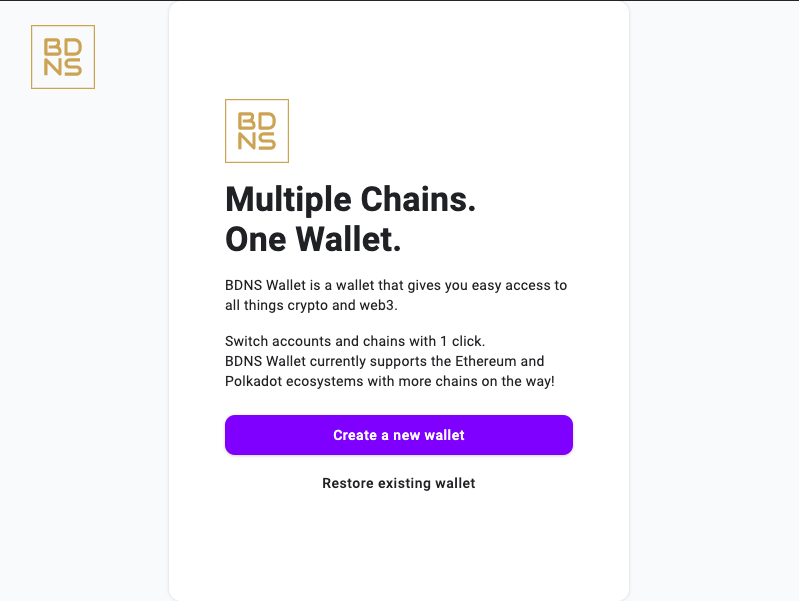 BD
NS
BD
NS
Multiple Chains.
One Wallet.
BDNS Wallet is a wallet that gives you easy access to
all things crypto and web3.
Switch accounts and chains with 1 click.
BDNS Wallet currently supports the Ethereum and
Polkadot ecosystems with more chains on the way!
Create a new wallet
Restore existing wallet